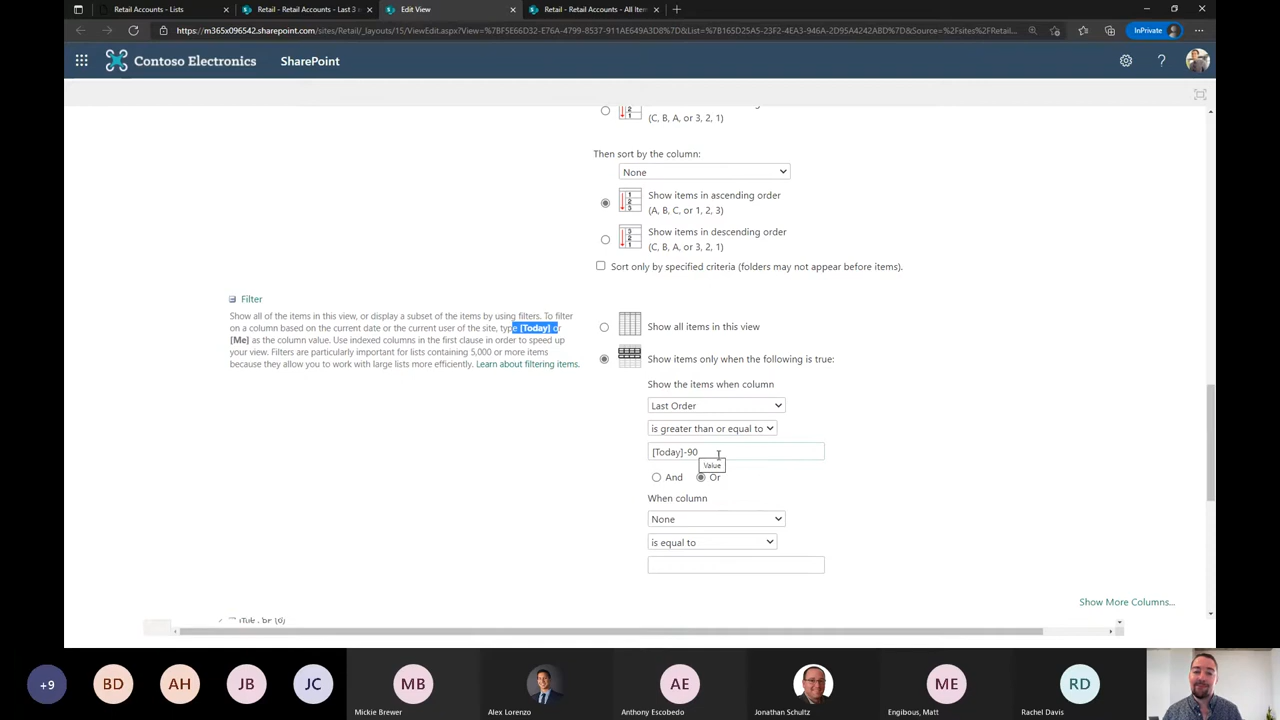 Retail Accounts - Lists
Retail - Retail Accounts - Last 3
Edit View
Retail - Retail Accounts - All Item
https://m365x096542.sharepoint.com/sites/Retail/_layouts/15/ViewEdit.aspx?View=%7BF5E66D32-E76A-4799-8537-911AE649A3D8%7D&List=%7B165D25A5-23F2-4EA3-946A-2D95A4242ABD%7D&Source=%2Fsites%2FRetail...
InPrivate
Contoso Electronics
SharePoint
(C, B, A, or 3, 2, 1)
Then sort by the column:
None
Show items in ascending order
(A, B, C, or 1, 2, 3)
Show items in descending order
(C, B, A, or 3, 2, 1)
Sort only by specified criteria (folders may not appear before items).
Filter
Show all of the items in this view, or display a subset of the items by using filters. To filter
on a column based on the current date or the current user of the site, type [Today] or
[Me] as the column value. Use indexed columns in the first clause in order to speed up
your view. Filters are particularly important for lists containing 5,000 or more items
because they allow you to work with large lists more efficiently. Learn about filtering items.
Show all items in this view
Show items only when the following is true:
Show the items when column
Last Order
is greater than or equal to
[Today]-90
Value
And Or
When column
None
is equal to
Show More Columns...
+9
BD
AH
JB
JC
MB
AE
ME
RD
Mickie Brewer
Alex Lorenzo
Anthony Escobedo
Jonathan Schultz
Engibous, Matt
Rachel Davis